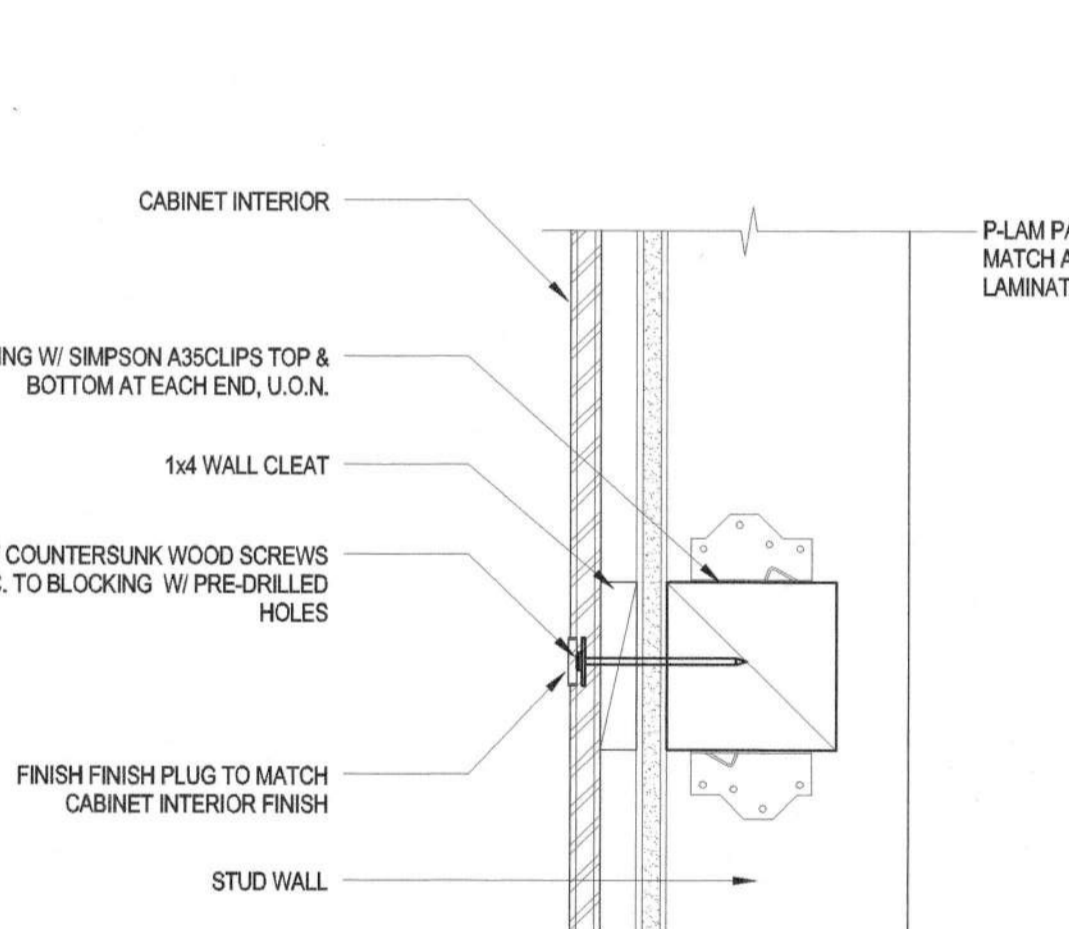 CABINET INTERIOR
P-LAM
MATCH
ING W/ SIMPSON A35CLIPS TOP &
BOTTOM AT EACH END, U.O.N.
1x4 WALL CLEAT
COUNTERSUNK WOOD SCREWS
TO BLOCKING W/ PRE-DRILLED
HOLES
FINISH FINISH PLUG TO MATCH
CABINET INTERIOR FINISH
STUD WALL